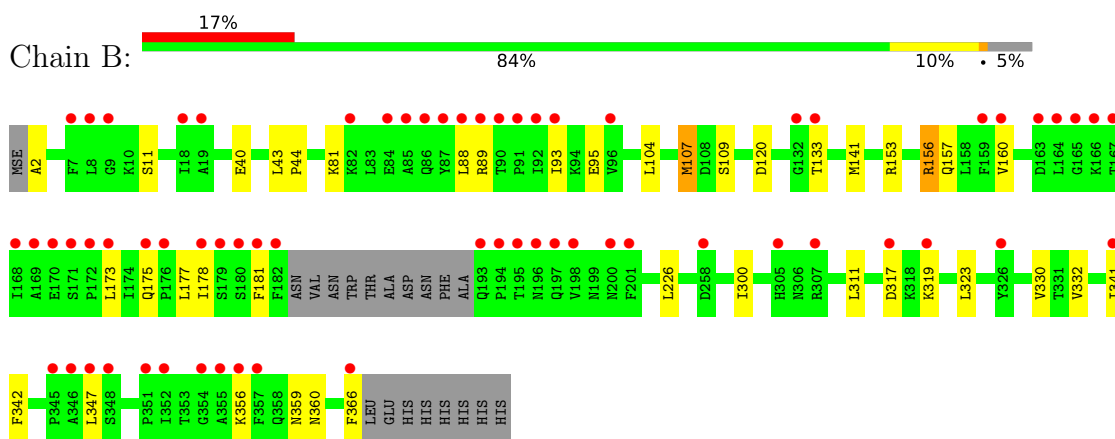 17%
Chain B:
84% 10% • 5%
MSE A2 F7 L8 G9 K10 S11 I18 A19 E40 L43 P44 K81 K82 L83 E84 A85 Q86 Y87 L88 R89 T90 P91 I92 I93 K94 E95 V96 L104 M107 D108 S109 D120 G132 T133 M141 R153 R156 Q157 L158 F159 V160 D163 L164 G165 K166 T167
I168 A169 E170 S171 P172 L173 I174 Q175 P176 L177 I178 S179 S180 F181 F182 ASN VAL ASN TRP THR ALA ASP ASN PHE ALA Q193 P194 T195 N196 Q197 V198 N199 N200 F201 L226 D258 I300 H305 N306 R307 L311 D317 K318 K319 L323 Y326 V330 T331 V332 I341
F342 P345 A346 L347 S348 P351 I352 T353 G354 A355 K356 F357 Q358 N359 N360 F366 LEU GLU HIS HIS HIS HIS HIS HIS